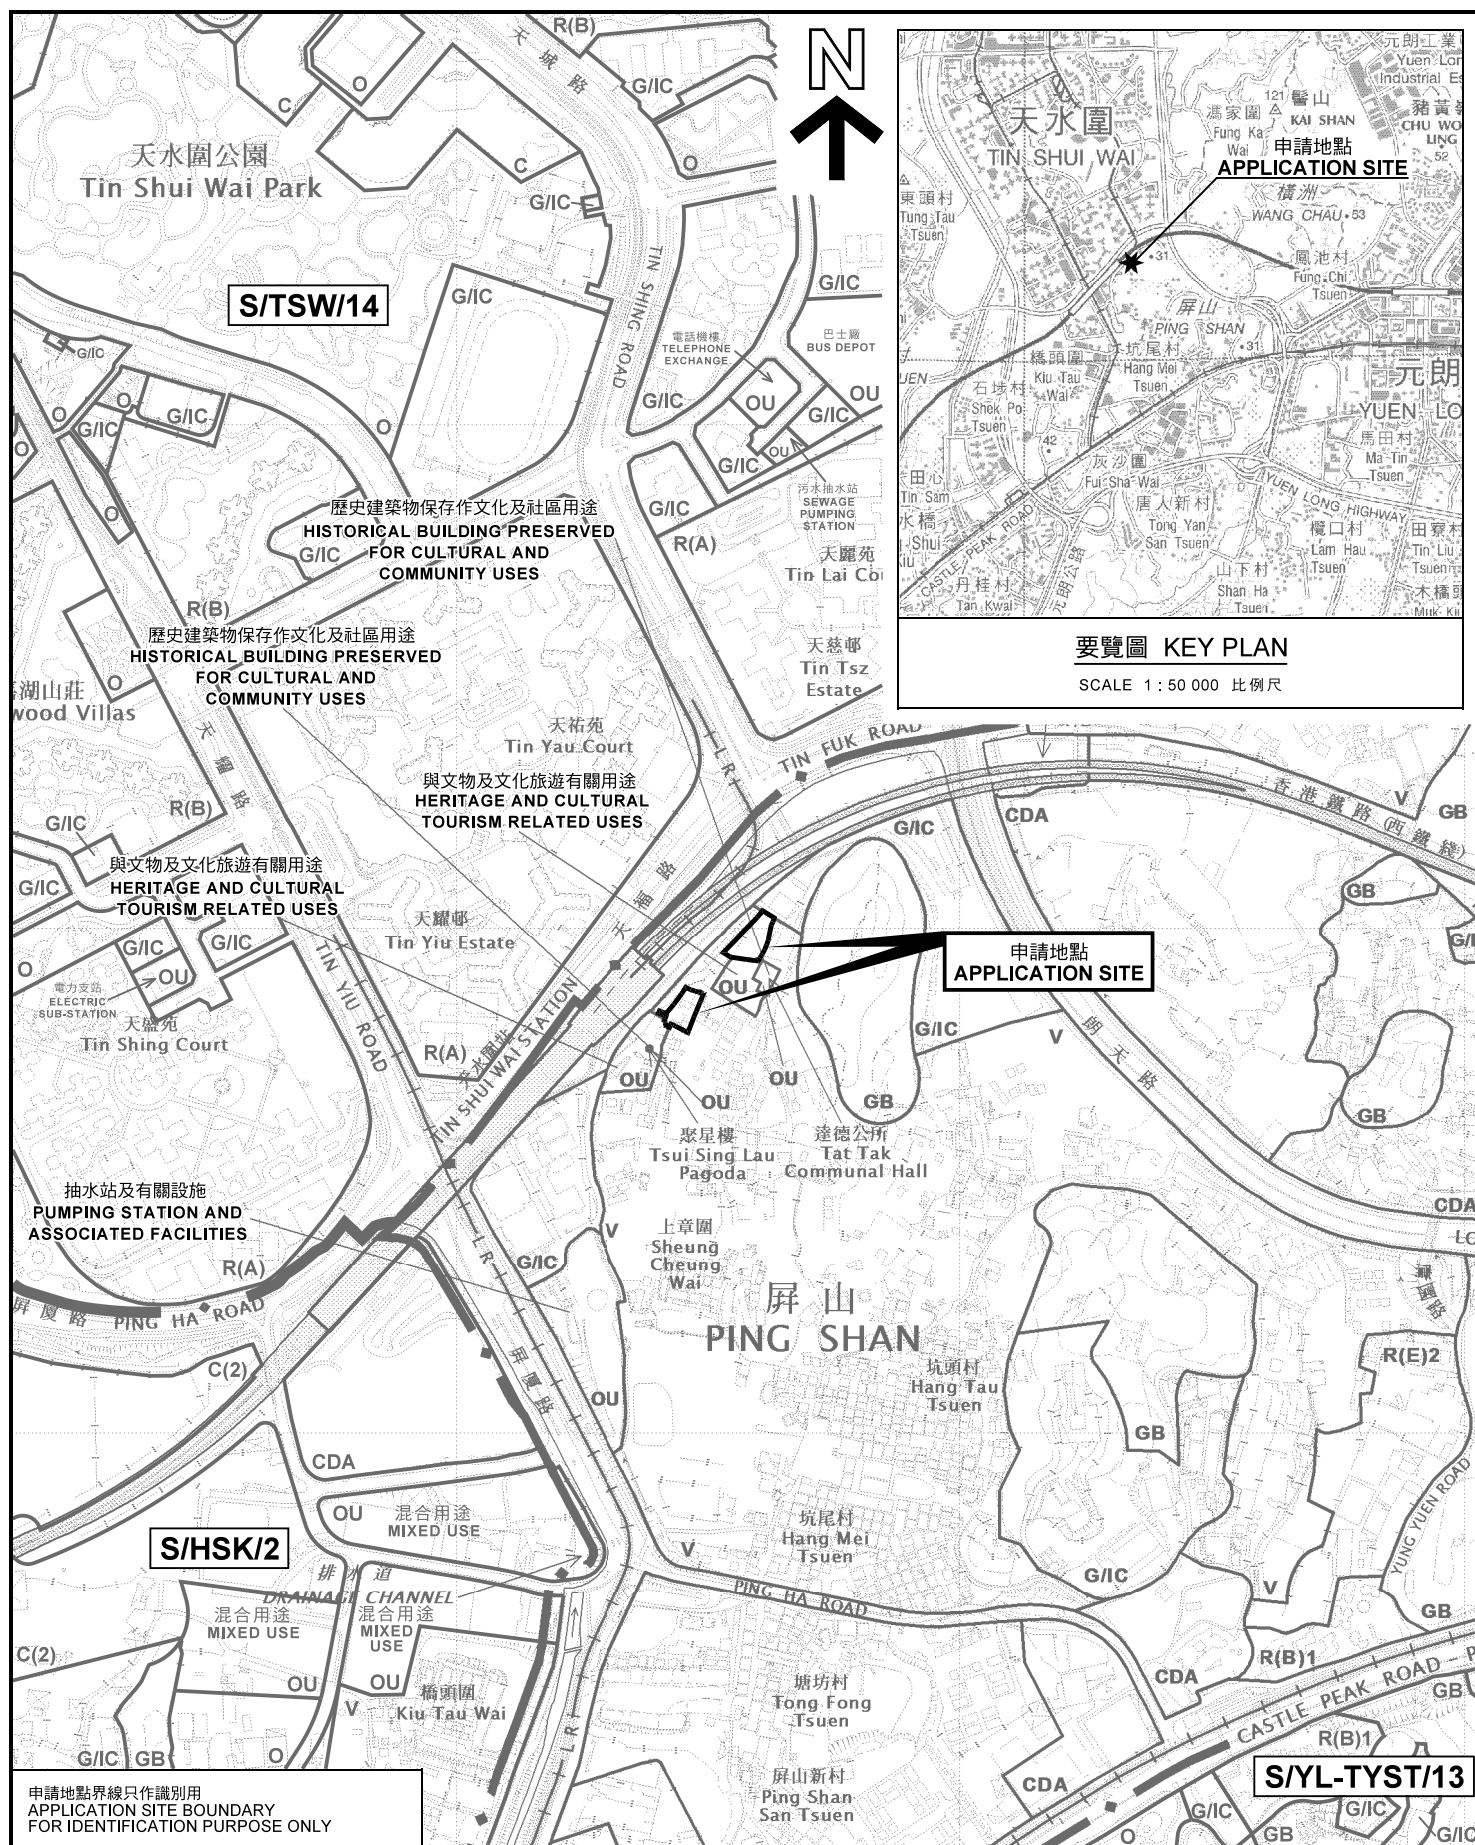 R(B)
天城路
G/IC
O
C
天水圍公園
Tin Shui Wai Park
C
O
G/IC
TIN SHING ROAD
S/TSW/14
G/IC
G/IC
電話機樓
TELEPHONE
EXCHANGE
巴士廠
BUS DEPOT
G/IC
O
G/IC
O
G/IC
O
O
G/IC
OU
OU
G/IC
G/IC
OU
污水抽水站
SEWAGE
PUMPING
STATION
O
歷史建築物保存作文化及社區用途
HISTORICAL BUILDING PRESERVED
FOR CULTURAL AND
COMMUNITY USES
G/IC
G/IC
R(A)
天麗苑
Tin Lai
R(B)
歷史建築物保存作文化及社區用途
HISTORICAL BUILDING PRESERVED
FOR CULTURAL AND
COMMUNITY USES
天慈邨
Tin Tsz
Estate
湖山莊
wood Villas
O
天耀路
天祐苑
Tin Yau Court
LRT
TIN FUK ROAD
與文物及文化旅遊有關用途
HERITAGE AND CULTURAL
TOURISM RELATED USES
R(B)
G/IC
與文物及文化旅遊有關用途
HERITAGE AND CULTURAL
TOURISM RELATED USES
G/IC
天福路
G/IC
CDA
香港鐵路(西鐵綫)
V
GB
GB
天耀邨
Tin Yiu Estate
G/IC
G/IC
O
OU
電力支站
ELECTRIC
SUB-STATION
天盛苑
Tin Shing Court
TIN YIU ROAD
R(A)
天水圍站
TIN SHUI WAI STATION
申請地點
APPLICATION SITE
OU
G/IC
V
朗天路
OU
OU
OU
GB
GB
聚星樓
Tsui Sing Lau
Pagoda
達德公所
Tat Tak
Communal Hall
抽水站及有關設施
PUMPING STATION AND
ASSOCIATED FACILITIES
V
上章圍
Sheung
Cheung
Wai
CDA
R(A)
G/IC
LR
屏廈路 PING HA ROAD
屏山
PING SHAN
C(2)
屏廈路
OU
坑頭村
Hang Tau
Tsuen
R(E)2
GB
CDA
OU
混合用途
MIXED USE
S/HSK/2
排水道
DRAINAGE CHANNEL
坑尾村
Hang Mei
Tsuen
V
PING HA ROAD
G/IC
V
YUNG YUEN ROAD
GB
混合用途
MIXED USE
混合用途
MIXED
USE
C(2)
OU
OU
V
橋頭圍
Kiu Tau Wai
塘坊村
Tong Fong
Tsuen
CDA
R(B)1
CASTLE PEAK ROAD
GB
R(B)1
G/IC
GB
O
LR
屏山新村
Ping Shan
San Tsuen
CDA
S/YL-TYST/13
G/IC
G/IC
G/IC
O
GB
申請地點界線只作識別用
APPLICATION SITE BOUNDARY
FOR IDENTIFICATION PURPOSE ONLY
N
元朗工業
Yuen Lon
Industrial Es
天水圍
TIN SHUI WAI
馮家圍
Fung Ka
Wai
121
髻山
KAI SHAN
CHU WO
LING
52
申請地點
APPLICATION SITE
橫洲
WANG CHAU
53
東頭村
Tung Tau
Tsuen
31
鳳池村
Fung Chi
Tsuen
屏山
PING SHAN
31
橋頭圍
Kiu Tau
Wai
坑尾村
Hang Mei
Tsuen
元朗
YUEN LO
石埗村
Shek Po
Tsuen
42
灰沙圍
Fui Sha Wai
馬田村
Ma Tin
Tsuen
田心
Tin Sam
唐人新村
Tong Yan
San Tsuen
YUEN LONG HIGHWAY
欖口村
Lam Hau
Tsuen
田寮村
Tin Liu
Tsuen
CASTLE PEAK ROAD
丹桂村
Tan Kwai
元朗公路
山下村
Shan Ha
Tsuen
要覽圖 KEY PLAN
SCALE 1 : 50 000 比例尺